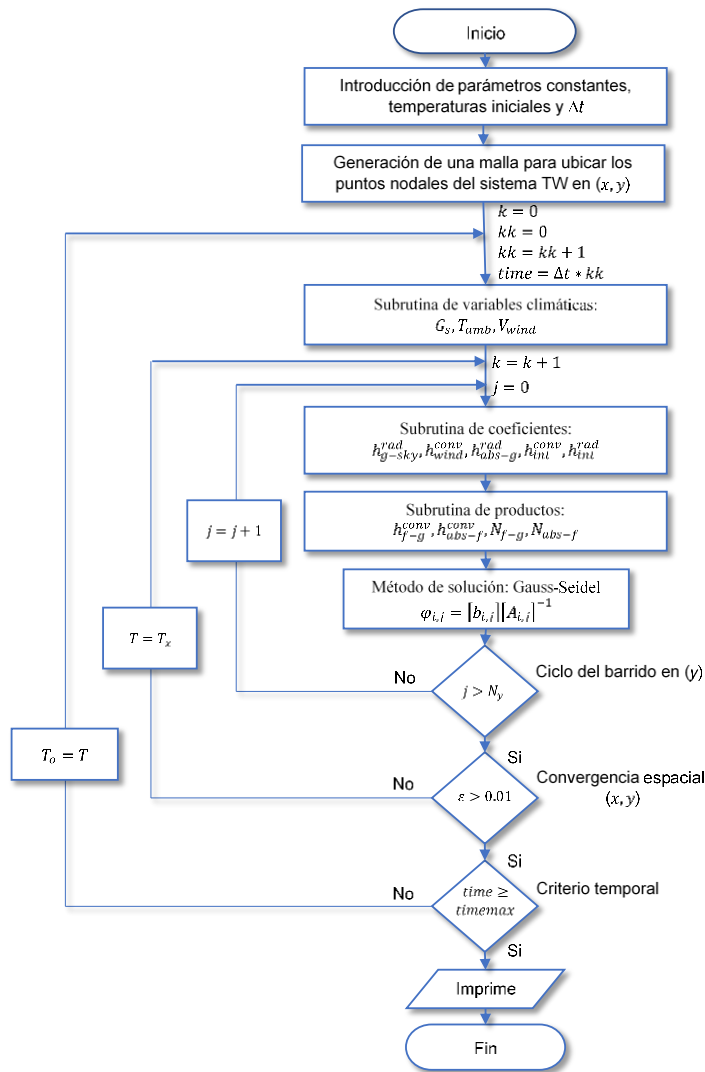 Inicio
Introducción de parámetros constantes,
temperaturas iniciales y Δt
Generación de una malla para ubicar los
puntos nodales del sistema TW en (x, y)
k = 0
kk = 0
kk = kk + 1
time = Δt ∗ kk
Subrutina de variables climáticas:
G_s, T_amb, V_wind
k = k + 1
j = 0
Subrutina de coeficientes:
h_{g-sky}^{rad}, h_{wind}^{conv}, h_{abs-g}^{rad}, h_{int}^{conv}, h_{int}^{rad}
Subrutina de productos:
h_{f-g}^{conv}, h_{abs-f}^{conv}, N_{f-g}, N_{abs-f}
j = j + 1
Método de solución: Gauss-Seidel
φ_{i,j} = [b_{i,j}][A_{i,j}]^{-1}
T = T_x
No
j > N_y
Ciclo del barrido en (y)
Si
T_o = T
No
ε > 0.01
Convergencia espacial
(x, y)
Si
No
time ≥
timemax
Criterio temporal
Si
Imprime
Fin